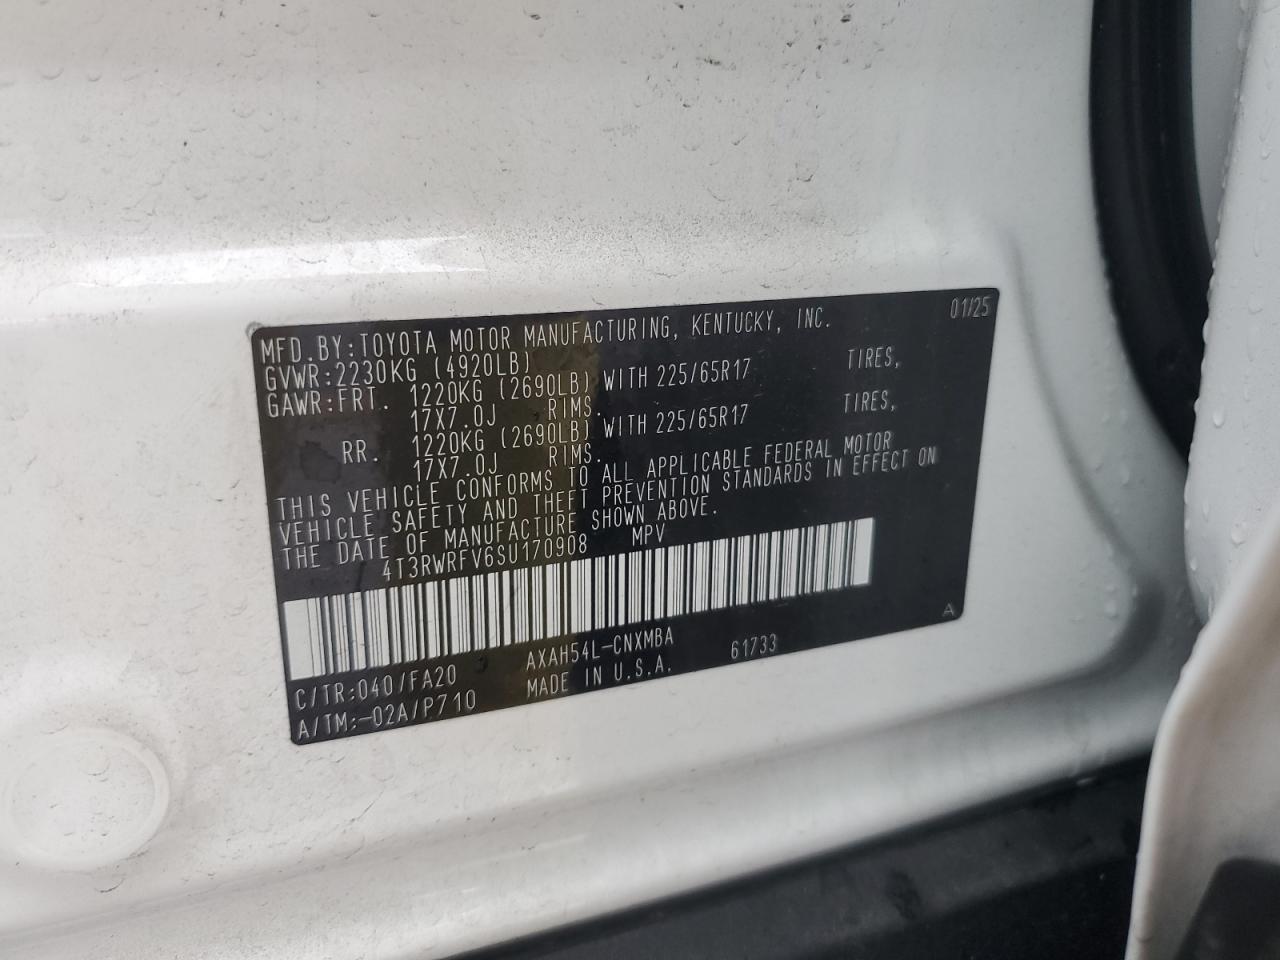 01/25
MFD.BY:TOYOTA MOTOR MANUFACTURING, KENTUCKY, INC.
GVWR:2230KG (4920LB)
GAWR:FRT. 1220KG (2690LB) WITH 225/65R17 TIRES,
17X7.0J RIMS.
RR. 1220KG (2690LB) WITH 225/65R17 TIRES,
17X7.0J RIMS.
THIS VEHICLE CONFORMS TO ALL APPLICABLE FEDERAL MOTOR
VEHICLE SAFETY AND THEFT PREVENTION STANDARDS IN EFFECT ON
THE DATE OF MANUFACTURE SHOWN ABOVE.
4T3RWRFV6SU170908 MPV
C/TR:040/FA20 AXAH54L-CNXMBA 61733
A/TM:-02A/P710 MADE IN U.S.A.
A